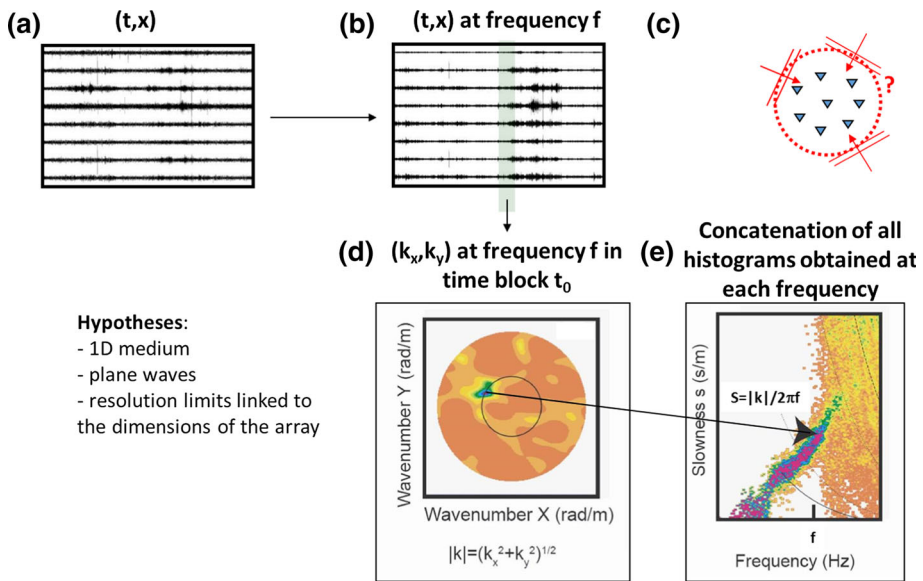 (a)
(t,x)
(b)
(t,x) at frequency f
(c)
?
(d)
(kx,ky) at frequency f in
time block t0
(e)
Concatenation of all
histograms obtained at
each frequency
Hypotheses:
- 1D medium
- plane waves
- resolution limits linked to
the dimensions of the array
Wavenumber Y (rad/m)
Wavenumber X (rad/m)
|k|=(kx²+ky²)^1/2
Slowness s (s/m)
S=|k|/2πf
f
Frequency (Hz)